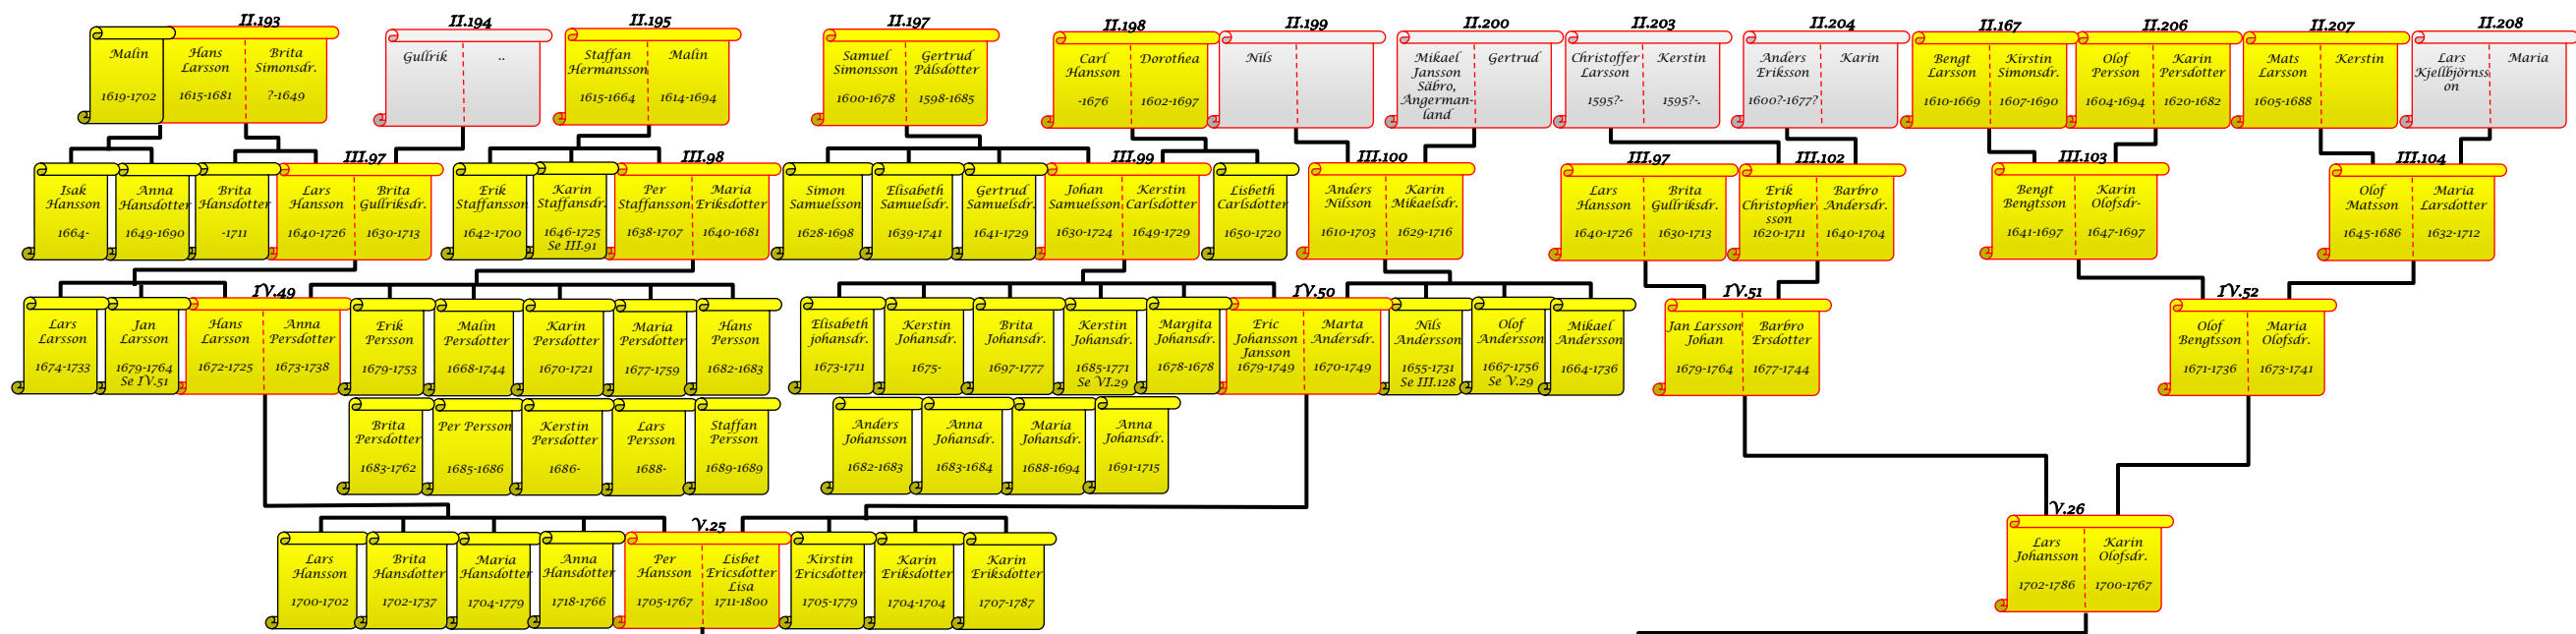 II.193
Malin
1619-1702
Hans
Larsson
1615-1681
Brita
Simonsdr.
?-1649
II.194
Gullrik
..
II.195
Staffan
Hermansson
1615-1664
Malin
1614-1694
II.197
Samuel
Simonsson
1600-1678
Gertrud
Pålsdotter
1598-1685
II.198
Carl
Hansson
-1676
Dorothea
1602-1697
II.199
Nils
II.200
Mikael
Jansson
Säbro,
Ångerman-
land
Gertrud
II.203
Christoffer
Larsson
1595?-
Kerstin
1595?-.
II.204
Anders
Eriksson
1600?-1677?
Karin
II.167
Bengt
Larsson
1610-1669
Kirstin
Simonsdr.
1607-1690
II.206
Olof
Persson
1604-1694
Karin
Persdotter
1620-1682
II.207
Mats
Larsson
1605-1688
Kerstin
II.208
Lars
Kjellbjörnss
on
Maria
Isak
Hansson
1664-
Anna
Hansdotter
1649-1690
Brita
Hansdotter
-1711
III.97
Lars
Hansson
1640-1726
Brita
Gullriksdr.
1630-1713
Erik
Staffansson
1642-1700
Karin
Staffansdr.
1646-1725
Se III.91
III.98
Per
Staffansson
1638-1707
Maria
Eriksdotter
1640-1681
Simon
Samuelsson
1628-1698
Elisabeth
Samuelsdr.
1639-1741
Gertrud
Samuelsdr.
1641-1729
III.99
Johan
Samuelsson
1630-1724
Kerstin
Carlsdotter
1649-1729
Lisbeth
Carlsdotter
1650-1720
III.100
Anders
Nilsson
1610-1703
Karin
Mikaelsdr.
1629-1716
III.97
Lars
Hansson
1640-1726
Brita
Gullriksdr.
1630-1713
III.102
Erik
Christopher
sson
1620-1711
Barbro
Andersdr.
1640-1704
III.103
Bengt
Bengtsson
1641-1697
Karin
Olofsdr-
1647-1697
III.104
Olof
Matsson
1645-1686
Maria
Larsdotter
1632-1712
Lars
Larsson
1674-1733
Jan
Larsson
1679-1764
Se IV.51
IV.49
Hans
Larsson
1672-1725
Anna
Persdotter
1673-1738
Erik
Persson
1679-1753
Malin
Persdotter
1668-1744
Karin
Persdotter
1670-1721
Maria
Persdotter
1677-1759
Hans
Persson
1682-1683
Elisabeth
johansdr.
1673-1711
Kerstin
Johansdr.
1675-
Brita
Johansdr.
1697-1777
Kerstin
Johansdr.
1685-1771
Se VI.29
Margita
Johansdr.
1678-1678
IV.50
Eric
Johansson
Jansson
1679-1749
Marta
Andersdr.
1670-1749
Nils
Andersson
1655-1731
Se III.128
Olof
Andersson
1667-1756
Se V.29
Mikael
Andersson
1664-1736
IV.51
Jan Larsson
Johan
1679-1764
Barbro
Ersdotter
1677-1744
IV.52
Olof
Bengtsson
1671-1736
Maria
Olofsdr.
1673-1741
Brita
Persdotter
1683-1762
Per Persson
1685-1686
Kerstin
Persdotter
1686-
Lars
Persson
1688-
Staffan
Persson
1689-1689
Anders
Johansson
1682-1683
Anna
Johansdr.
1683-1684
Maria
Johansdr.
1688-1694
Anna
Johansdr.
1691-1715
Lars
Hansson
1700-1702
Brita
Hansdotter
1702-1737
Maria
Hansdotter
1704-1779
Anna
Hansdotter
1718-1766
V.25
Per
Hansson
1705-1767
Lisbet
Ericsdotter
Lisa
1711-1800
Kirstin
Ericsdotter
1705-1779
Karin
Eriksdotter
1704-1704
Karin
Eriksdotter
1707-1787
V.26
Lars
Johansson
1702-1786
Karin
Olofsdr.
1700-1767